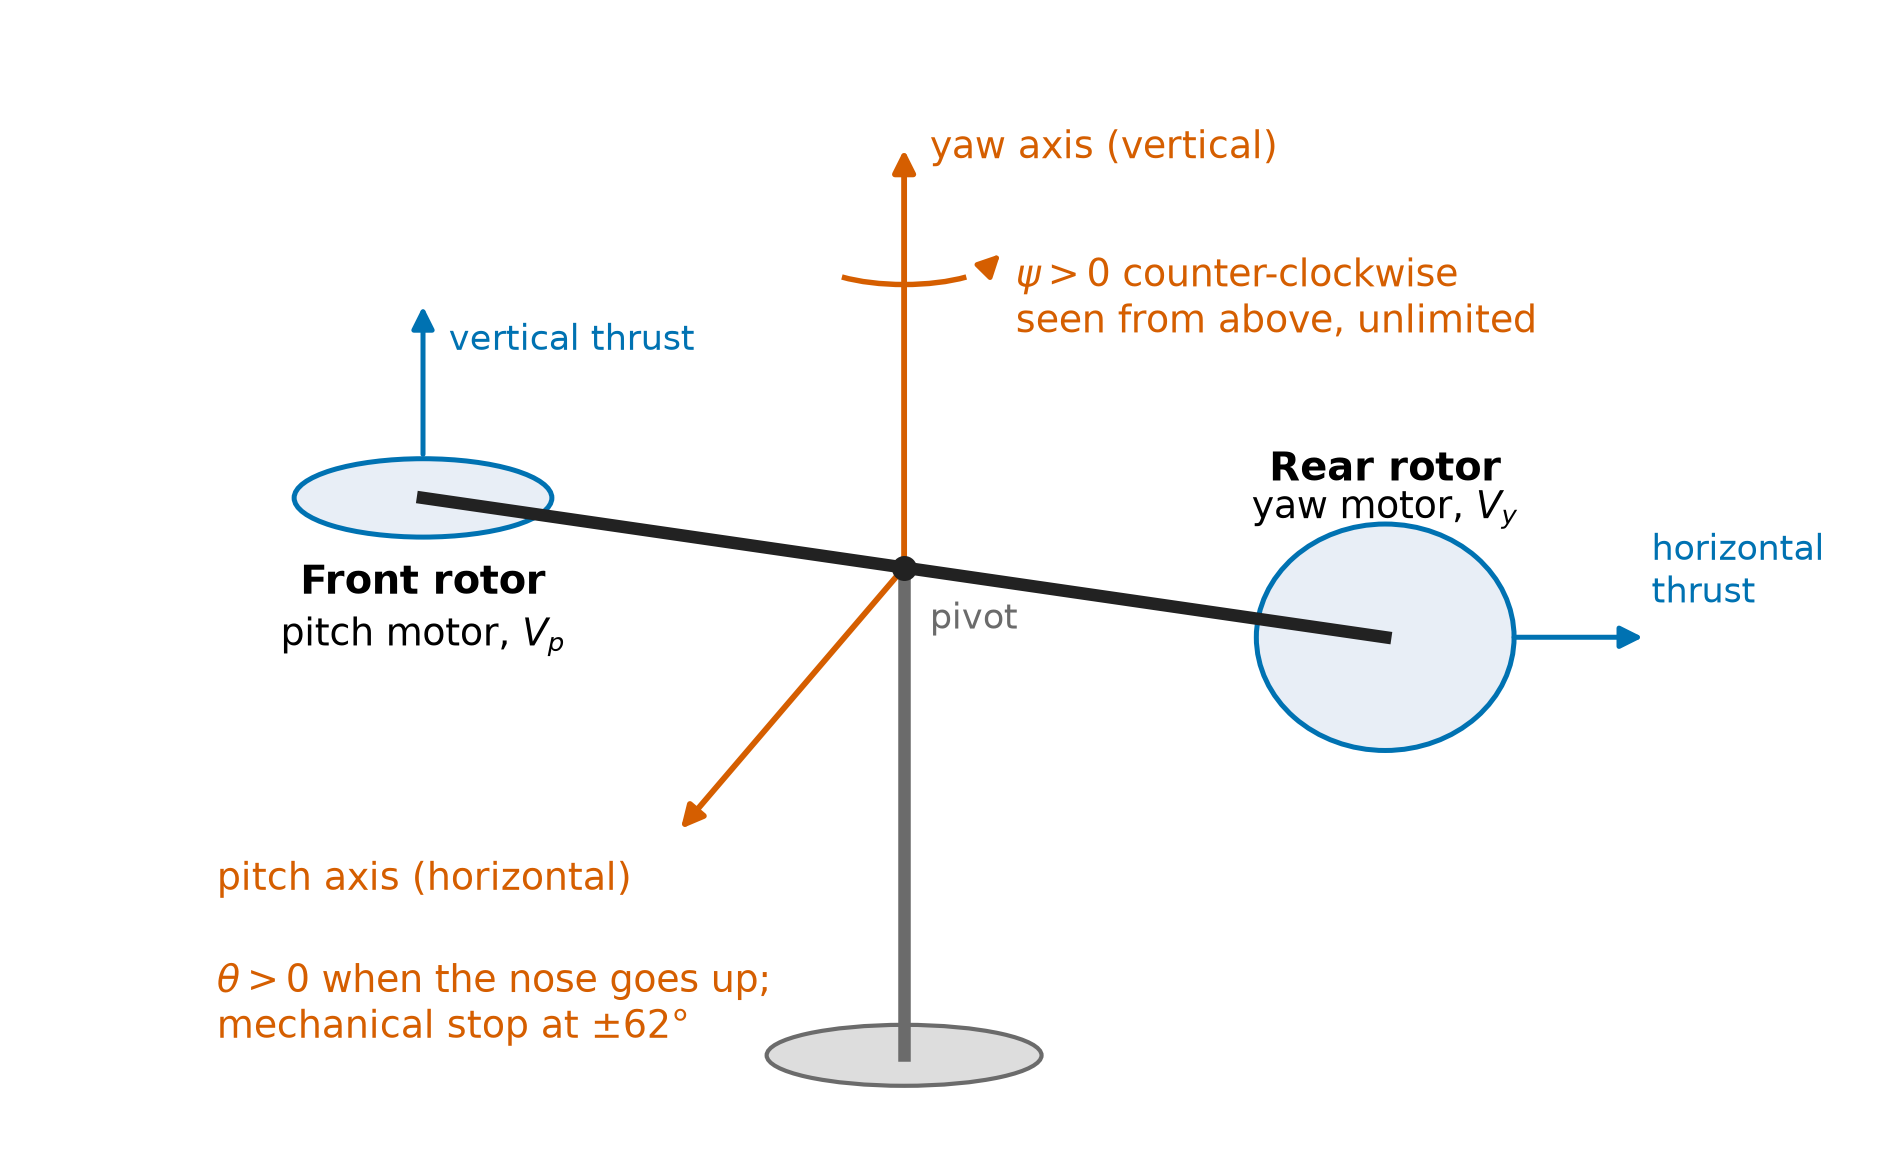 yaw axis (vertical)
ψ > 0 counter-clockwise
seen from above, unlimited
vertical thrust
Rear rotor
yaw motor, V_y
horizontal
thrust
Front rotor
pitch motor, V_p
pivot
pitch axis (horizontal)
θ > 0 when the nose goes up;
mechanical stop at ±62°